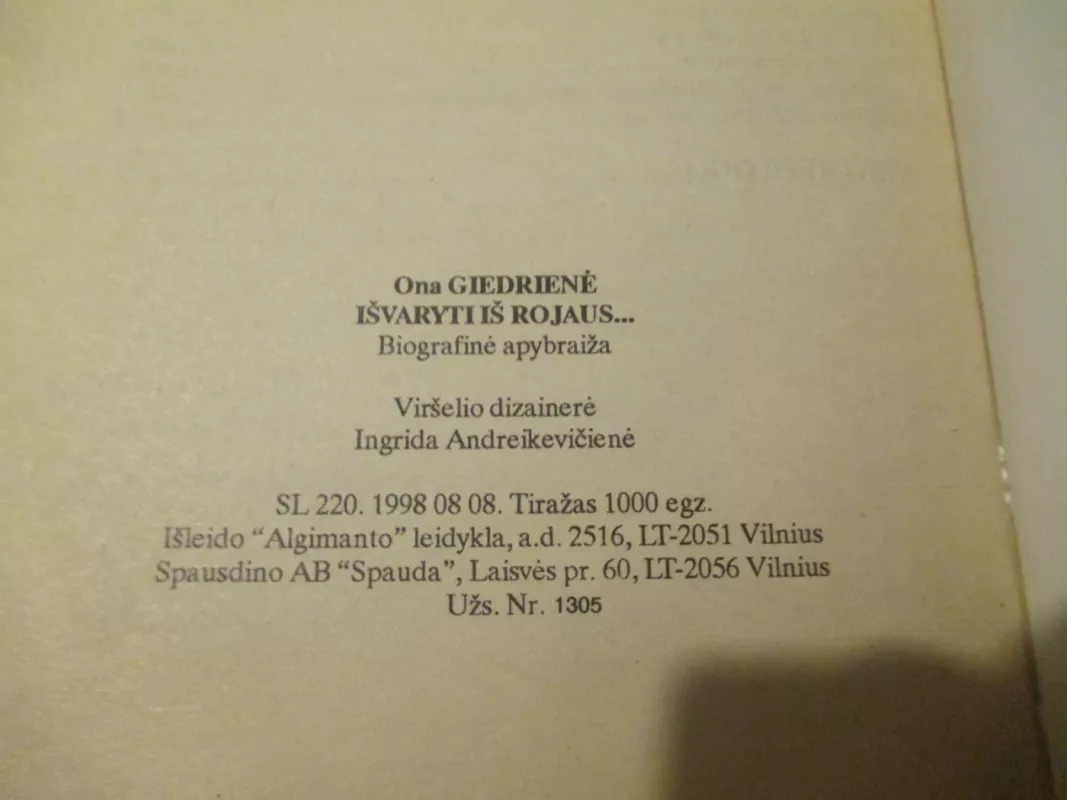 Ona GIEDRIENĖ
IŠVARYTI IŠ ROJAUS...
Biografinė apybraiža
Viršelio dizainerė
Ingrida Andreikevičienė
SL 220. 1998 08 08. Tiražas 1000 egz.
Išleido “Algimanto” leidykla, a.d. 2516, LT-2051 Vilnius
Spausdino AB “Spauda”, Laisvės pr. 60, LT-2056 Vilnius
Užs. Nr. 1305